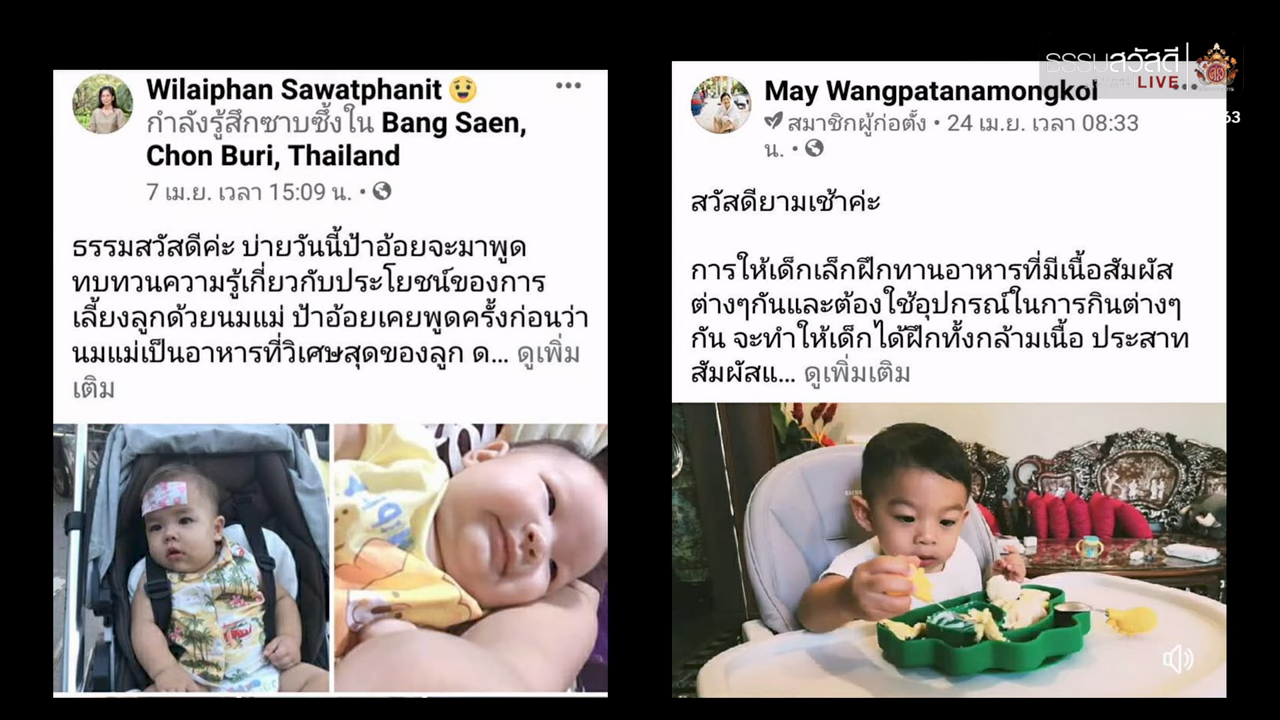 Wilaiphan Sawatphanit
กำลังรู้สึกซาบซึ้งใน Bang Saen,
Chon Buri, Thailand
7 เม.ย. เวลา 15:09 น. •
ธรรมสวัสดีค่ะ บ่ายวันนี้ป้าอ้อยจะมาพูด
ทบทวนความรู้เกี่ยวกับประโยชน์ของการ
เลี้ยงลูกด้วยนมแม่ ป้าอ้อยเคยพูดครั้งก่อนว่า
นมแม่เป็นอาหารที่วิเศษสุดของลูก ด... ดูเพิ่ม
เติม
May Wangpatanamongkol
สมาชิกผู้ก่อตั้ง • 24 เม.ย. เวลา 08:33
น. •
สวัสดียามเช้าค่ะ
การให้เด็กเล็กฝึกทานอาหารที่มีเนื้อสัมผัส
ต่างๆกันและต้องใช้อุปกรณ์ในการกินต่างๆ
กัน จะทำให้เด็กได้ฝึกทั้งกล้ามเนื้อ ประสาท
สัมผัสแ... ดูเพิ่มเติม
ธรรมสวัสดี
LIVE
63